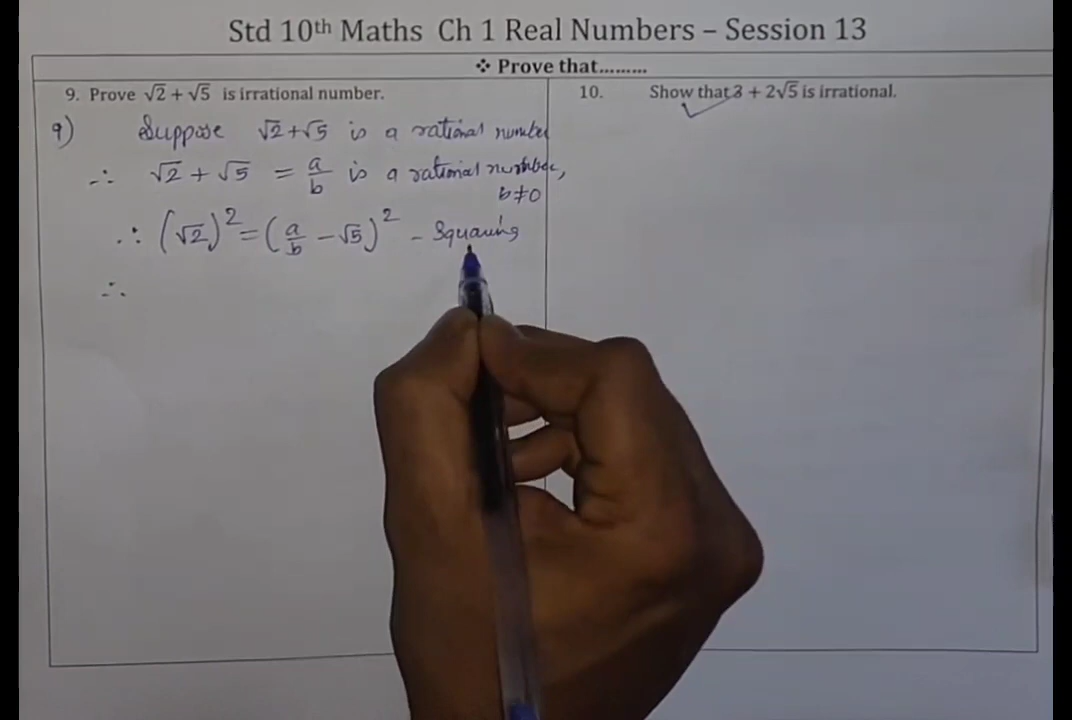 Std 10th Maths Ch 1 Real Numbers – Session 13
❖ Prove that.........
9. Prove √2 + √5 is irrational number.
9) Suppose √2+√5 is a rational number
∴ √2 + √5 = a/b is a rational number,
b≠0
∴ (√2)² = (a/b − √5)² − Squaring
∴
10. Show that 3 + 2√5 is irrational.